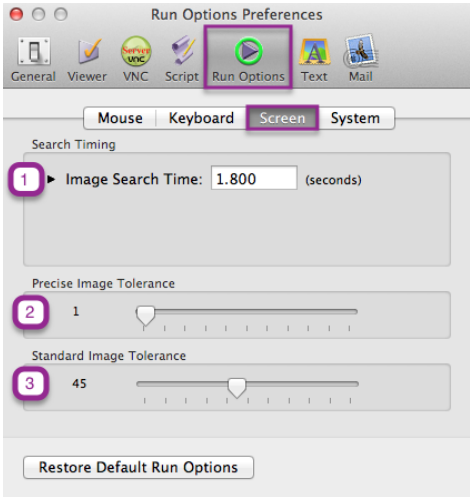 Run Options Preferences
Server
VNC
General Viewer VNC Script Run Options Text Mail
Mouse Keyboard Screen System
Search Timing
1 Image Search Time: 1.800 (seconds)
Precise Image Tolerance
2 1
Standard Image Tolerance
3 45
Restore Default Run Options